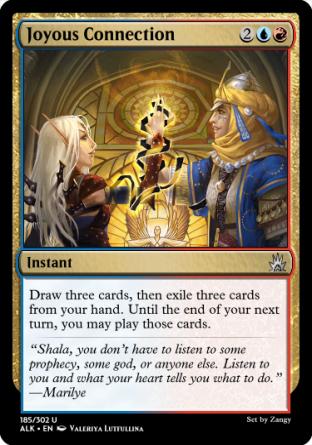 Joyous Connection 2
Instant
Draw three cards, then exile three cards
from your hand. Until the end of your next
turn, you may play those cards.
“Shala, you don’t have to listen to some
prophecy, some god, or anyone else. Listen to
you and what your heart tells you what to do.”
—Marilye
185/302 U
ALK • EN Valeriya Lutfullina
Set by Zangy